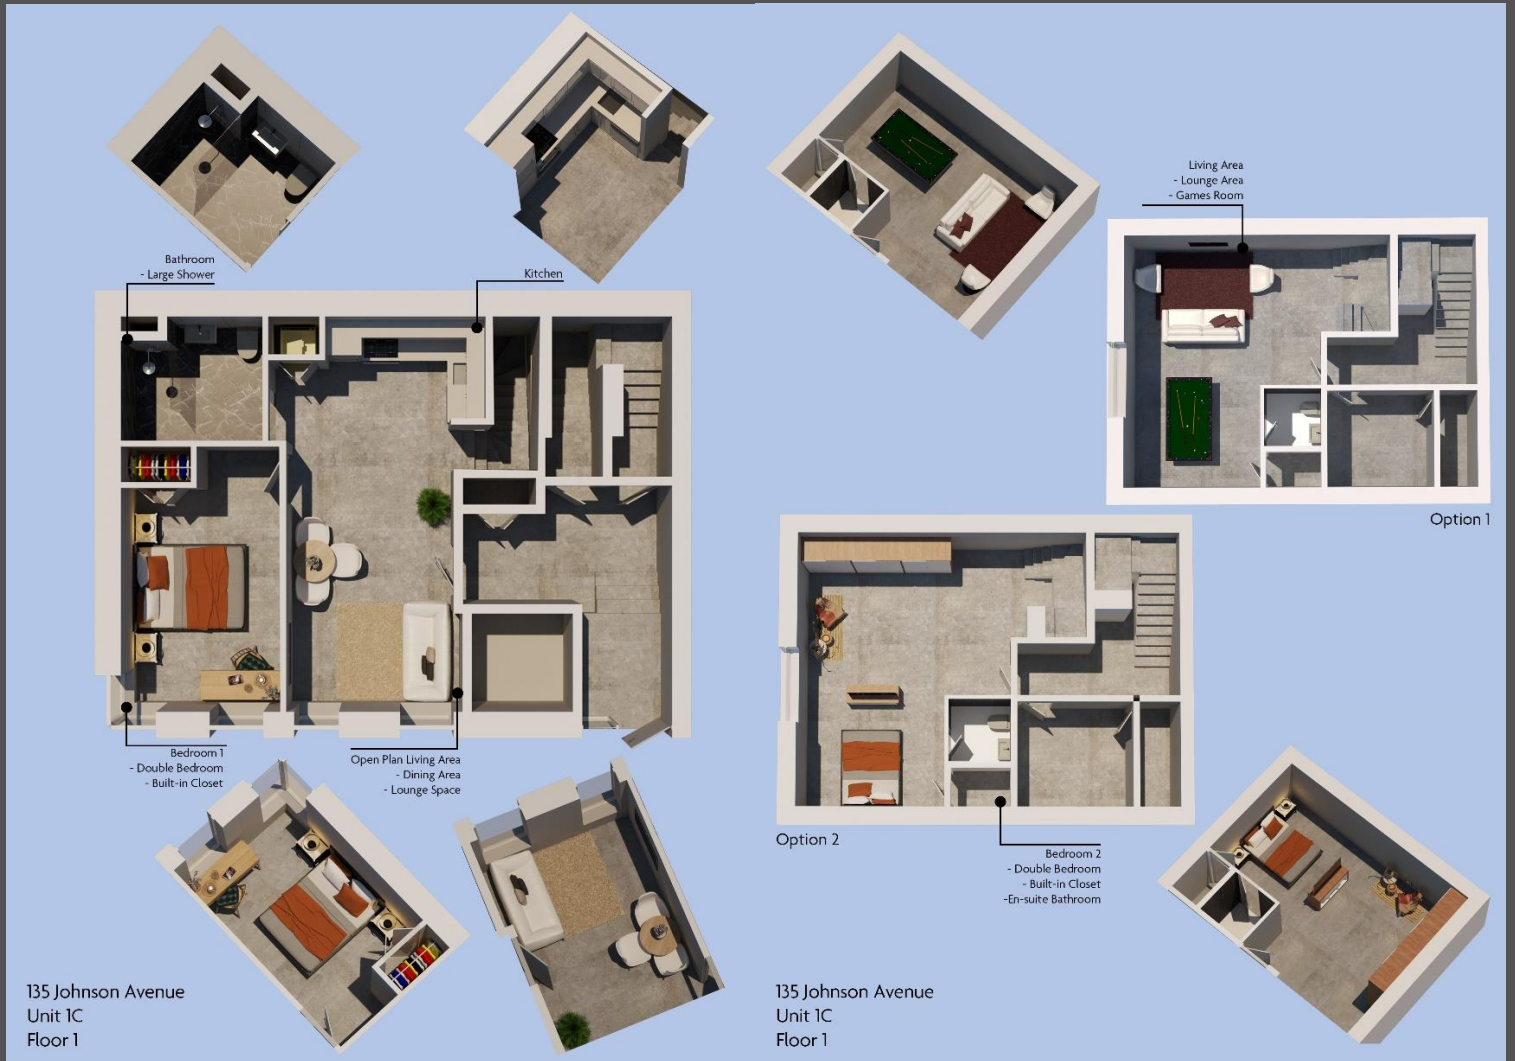 Bathroom
- Large Shower
Kitchen
Bedroom 1
- Double Bedroom
- Built-in Closet
Open Plan Living Area
- Dining Area
- Lounge Space
135 Johnson Avenue
Unit 1C
Floor 1
Living Area
- Lounge Area
- Games Room
Option 1
Option 2
Bedroom 2
- Double Bedroom
- Built-in Closet
-En-suite Bathroom
135 Johnson Avenue
Unit 1C
Floor 1